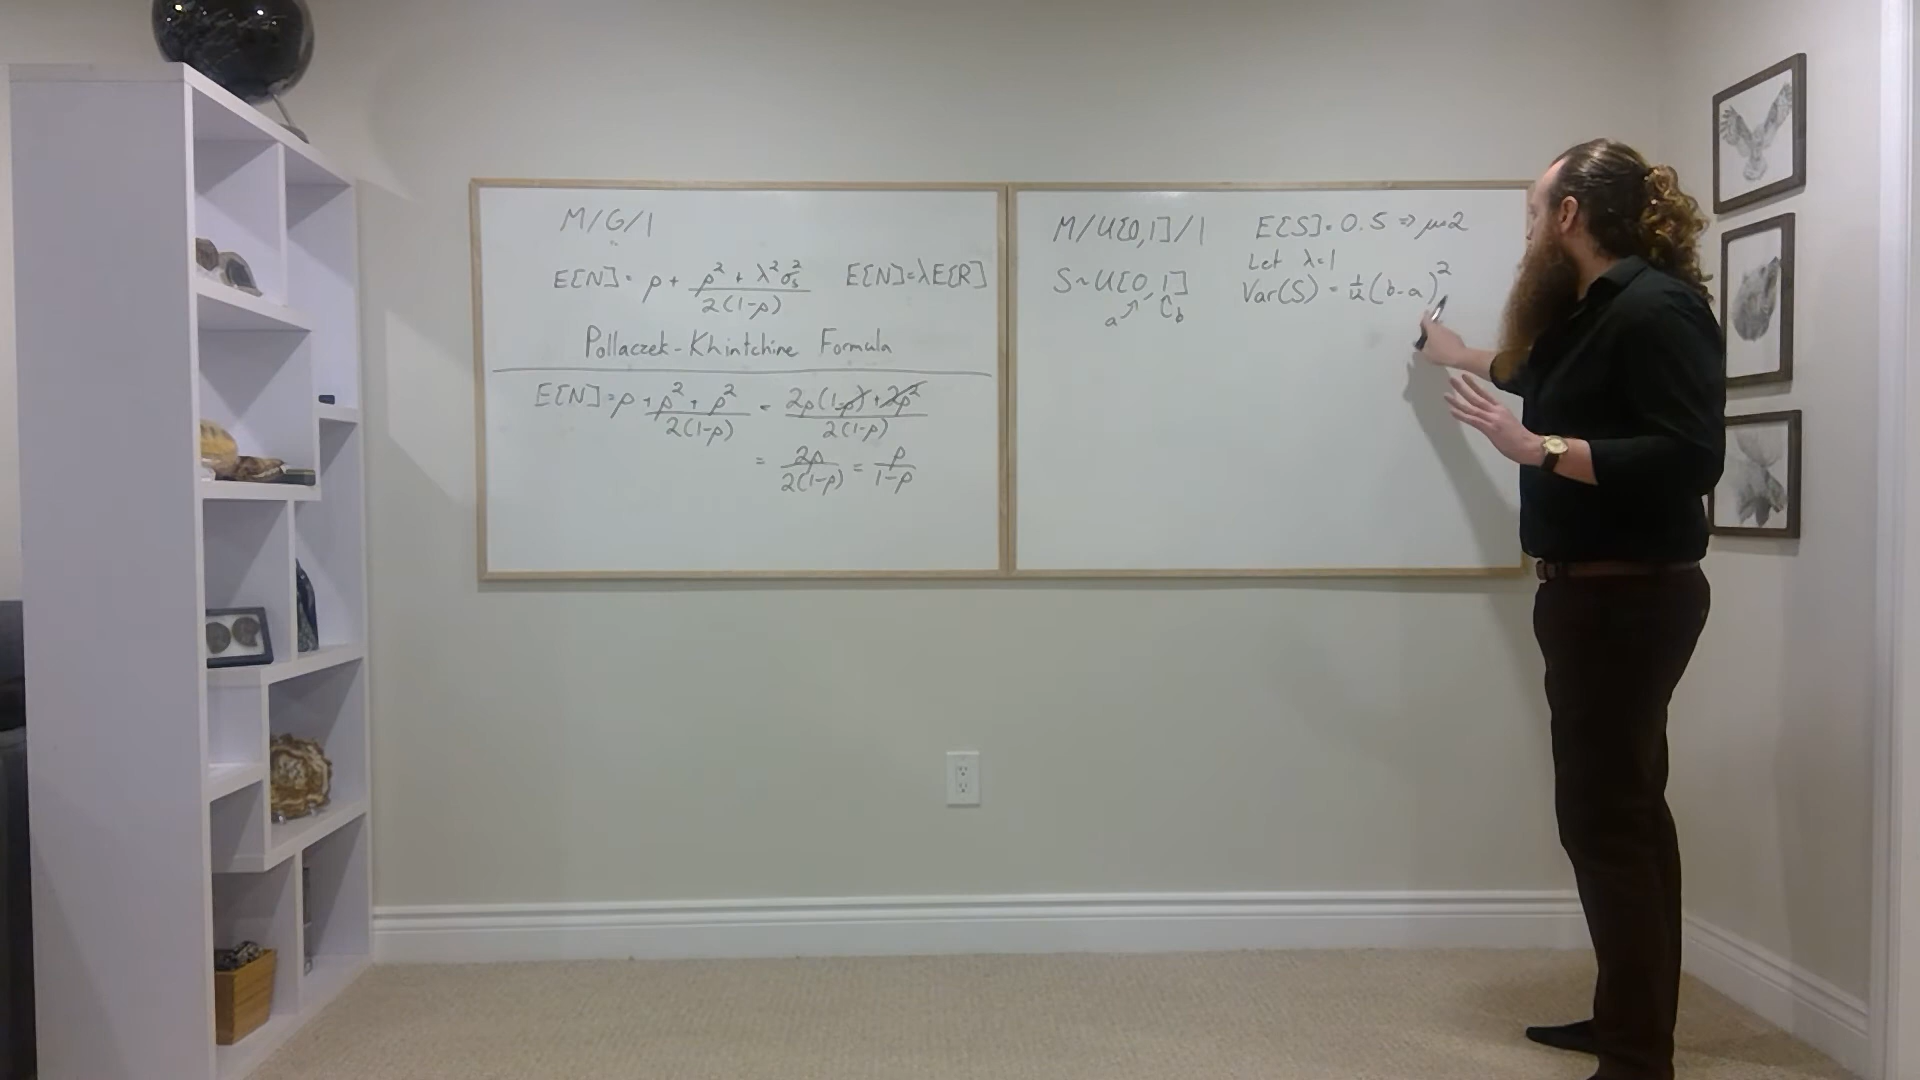 M/G/1
E[N] = ρ + (ρ² + λ²σₛ²)/(2(1-ρ)) E[N]=λE[R]
Pollaczek-Khintchine Formula
E[N] = ρ + (ρ² + ρ²)/(2(1-ρ)) = (2ρ(1-ρ) + 2ρ²)/(2(1-ρ))
= 2ρ/(2(1-ρ)) = ρ/(1-ρ)
M/U[0,1]/1 E[S]=0.5 ⇒ μ=2
Let λ=1
S~U[0,1] Var(S) = 1/12 (b-a)²
a b